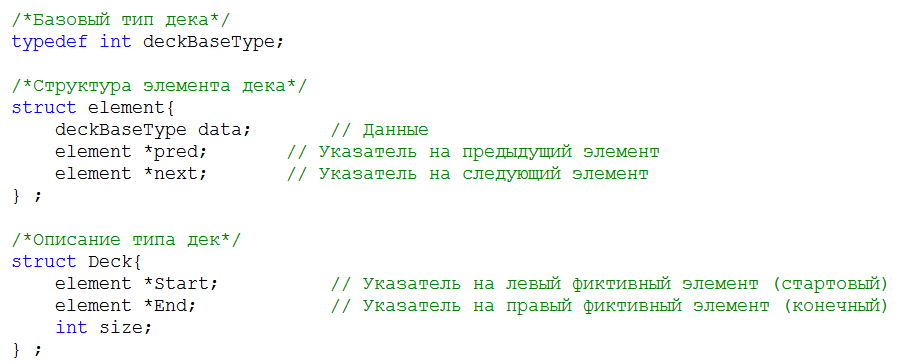 /*Базовый тип дека*/
typedef int deckBaseType;
/*Структура элемента дека*/
struct element{
deckBaseType data; // Данные
element *pred; // Указатель на предыдущий элемент
element *next; // Указатель на следующий элемент
} ;
/*Описание типа дек*/
struct Deck{
element *Start; // Указатель на левый фиктивный элемент (стартовый)
element *End; // Указатель на правый фиктивный элемент (конечный)
int size;
} ;